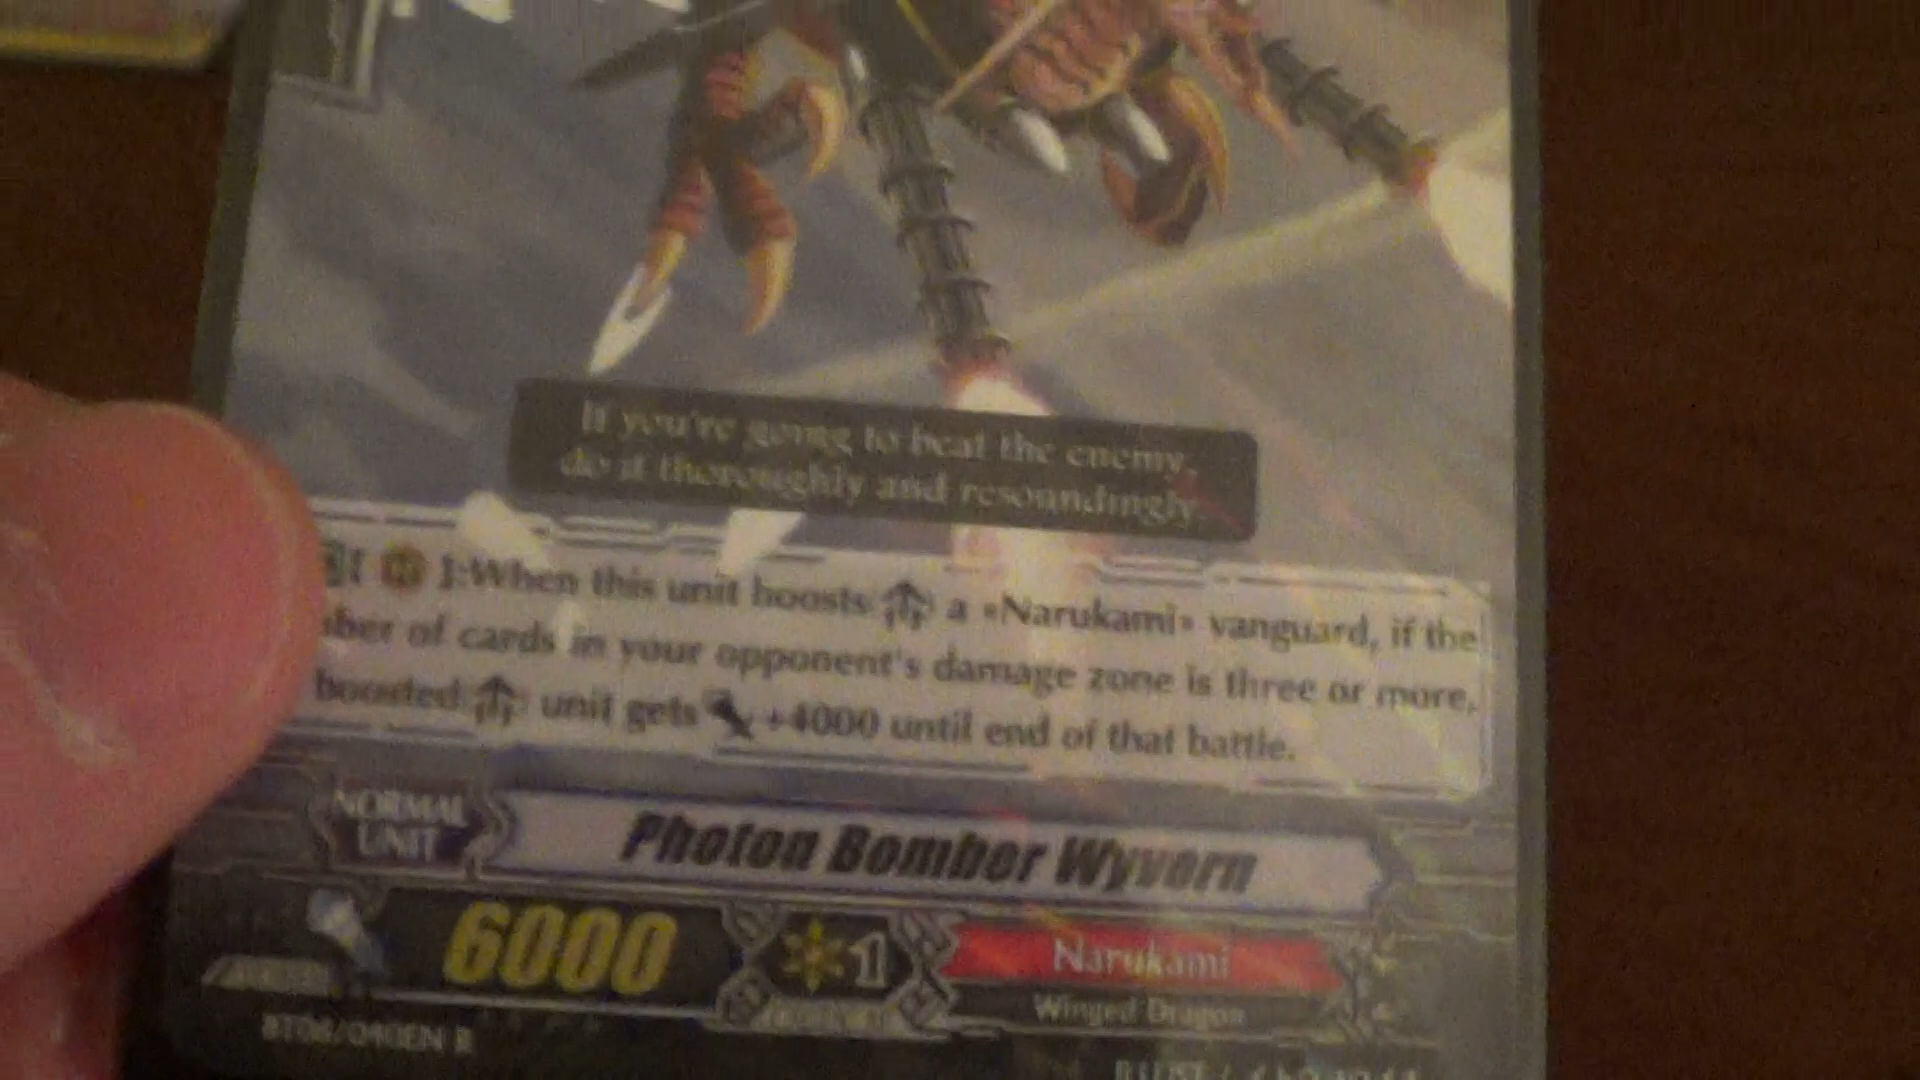 If you're going to beat the enemy,
do it thoroughly and resoundingly.
]:When this unit boosts a «Narukami» vanguard, if the
ber of cards in your opponent's damage zone is three or more,
boosted unit gets +4000 until end of that battle.
NORMAL
UNIT
Photon Bomber Wyvern
6000
1
Narukami
Winged Dragon